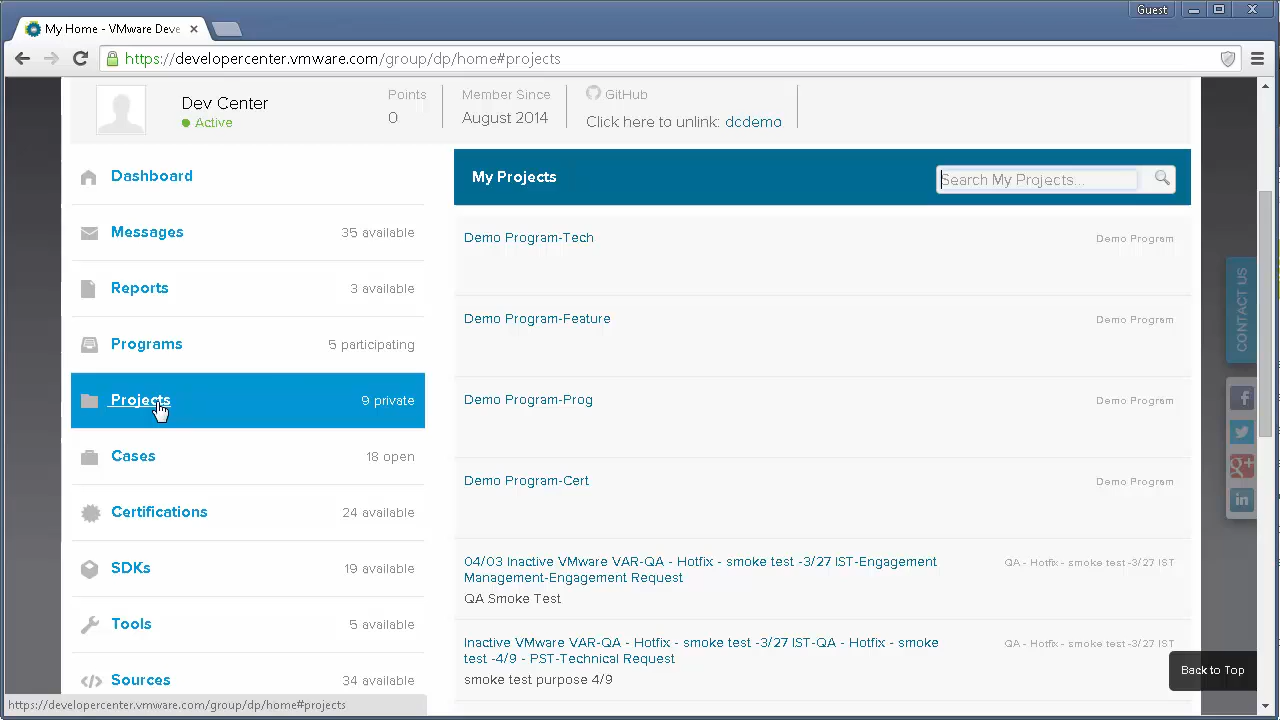 Guest
My Home - VMware Deve
https://developercenter.vmware.com/group/dp/home#projects
Dev Center
Active
Points
0
Member Since
August 2014
GitHub
Click here to unlink: dcdemo
Dashboard
Messages 35 available
Reports 3 available
Programs 5 participating
Projects 9 private
Cases 18 open
Certifications 24 available
SDKs 19 available
Tools 5 available
Sources 34 available
My Projects
Search My Projects...
Demo Program-Tech Demo Program
Demo Program-Feature Demo Program
Demo Program-Prog Demo Program
Demo Program-Cert Demo Program
04/03 Inactive VMware VAR-QA - Hotfix - smoke test -3/27 IST-Engagement QA - Hotfix - smoke test -3/27 IST
Management-Engagement Request
QA Smoke Test
Inactive VMware VAR-QA - Hotfix - smoke test -3/27 IST-QA - Hotfix - smoke QA - Hotfix - smoke test -3/27 IST
test -4/9 - PST-Technical Request
smoke test purpose 4/9
CONTACT US
f
g+
in
Back to Top
https://developercenter.vmware.com/group/dp/home#projects